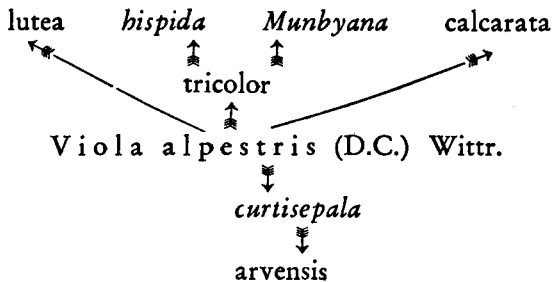 lutea hispida Munbyana calcarata
tricolor
Viola alpestris (D.C.) Wittr.
curtisepala
arvensis